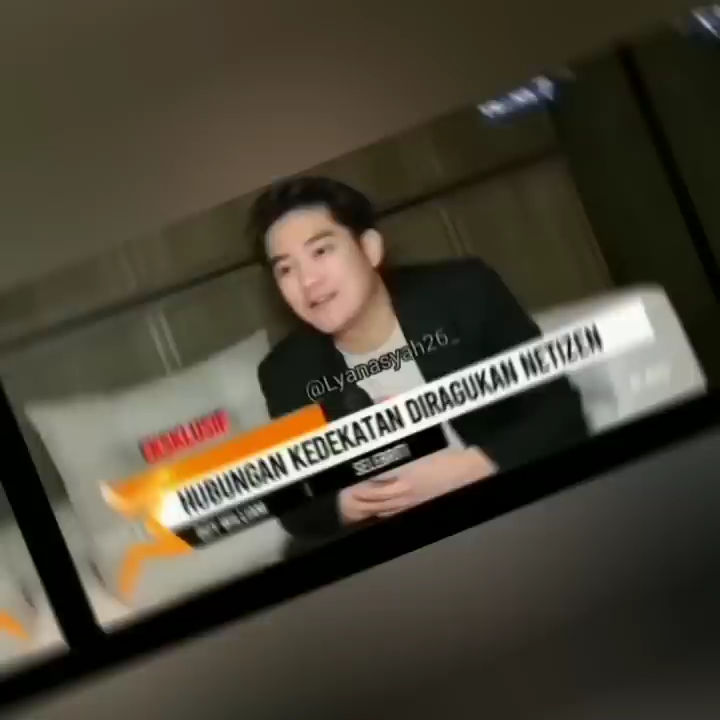 @Lyanasyah26_
EKSKLUSIF
HUBUNGAN KEDEKATAN DIRAGUKAN NETIZEN
SELEBRITI